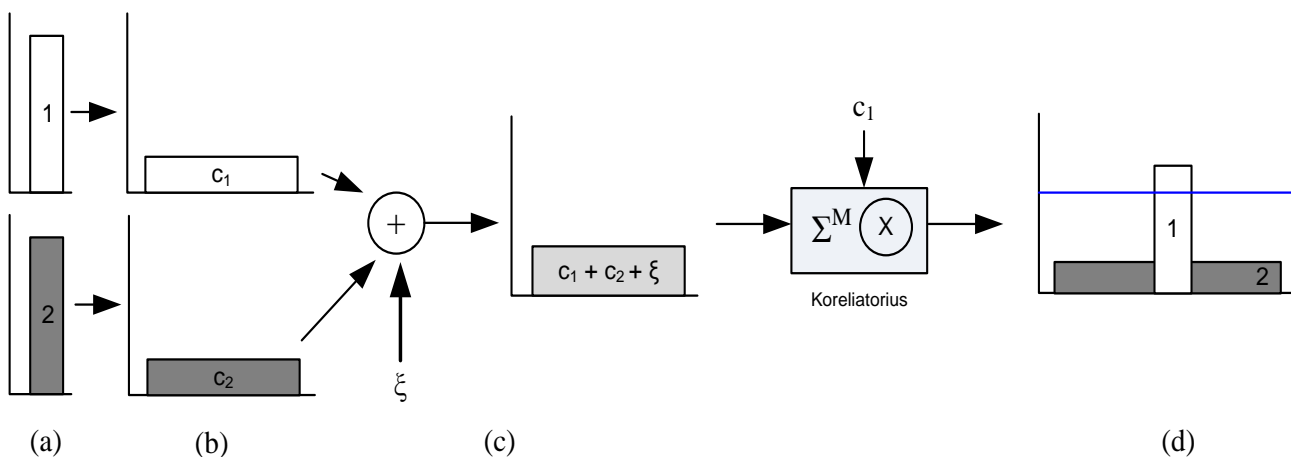 1
c₁
2
c₂
+
ξ
c₁ + c₂ + ξ
c₁
Σᴹ X
Koreliatorius
1
2
(a)
(b)
(c)
(d)